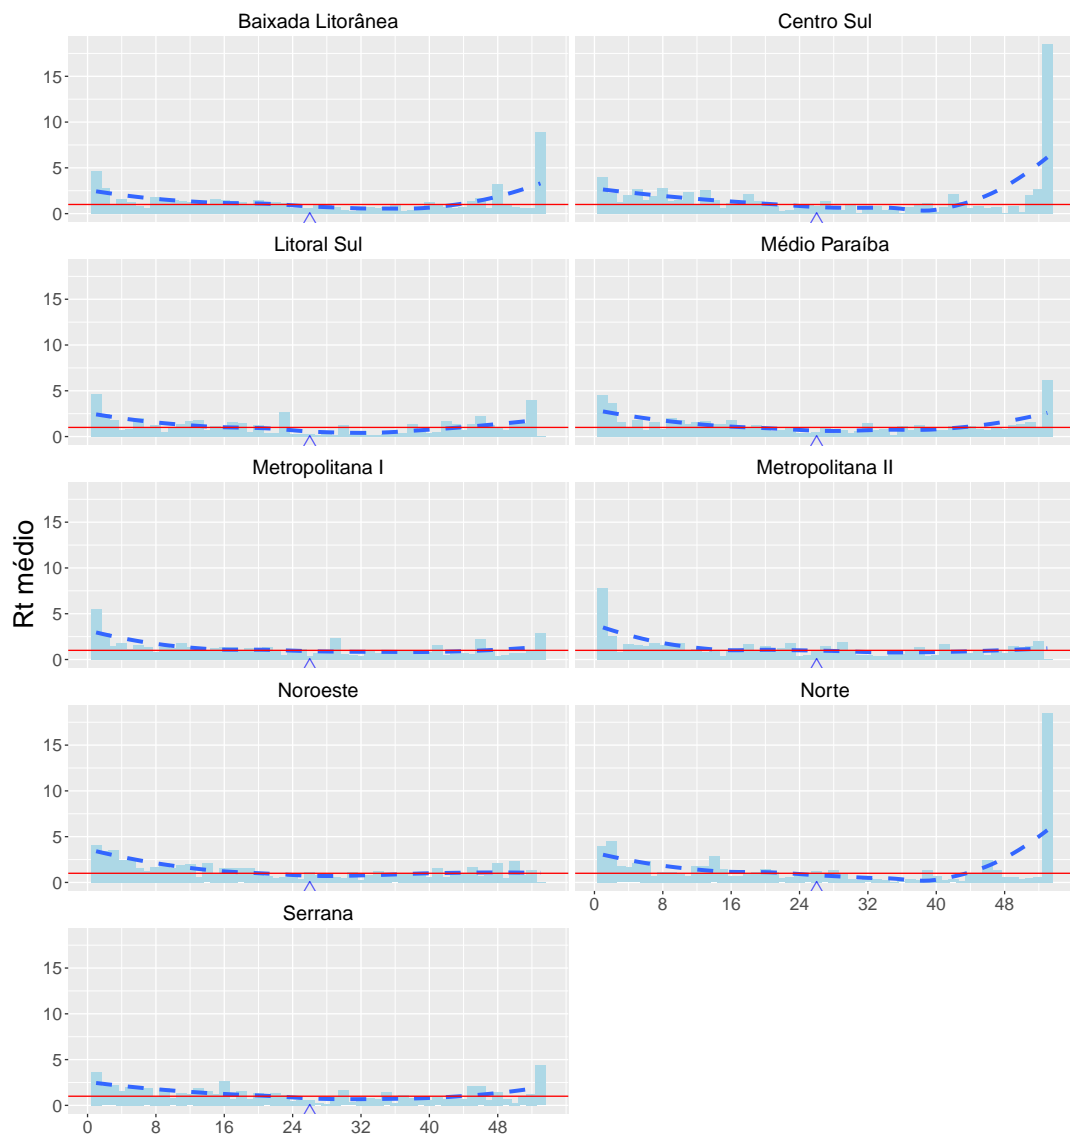 Baixada Litorânea
Centro Sul
15
10
5
0
Litoral Sul
Médio Paraíba
15
10
5
0
Metropolitana I
Metropolitana II
15
10
5
0
Rt médio
Noroeste
Norte
15
10
5
0
0 8 16 24 32 40 48
Serrana
15
10
5
0
0 8 16 24 32 40 48